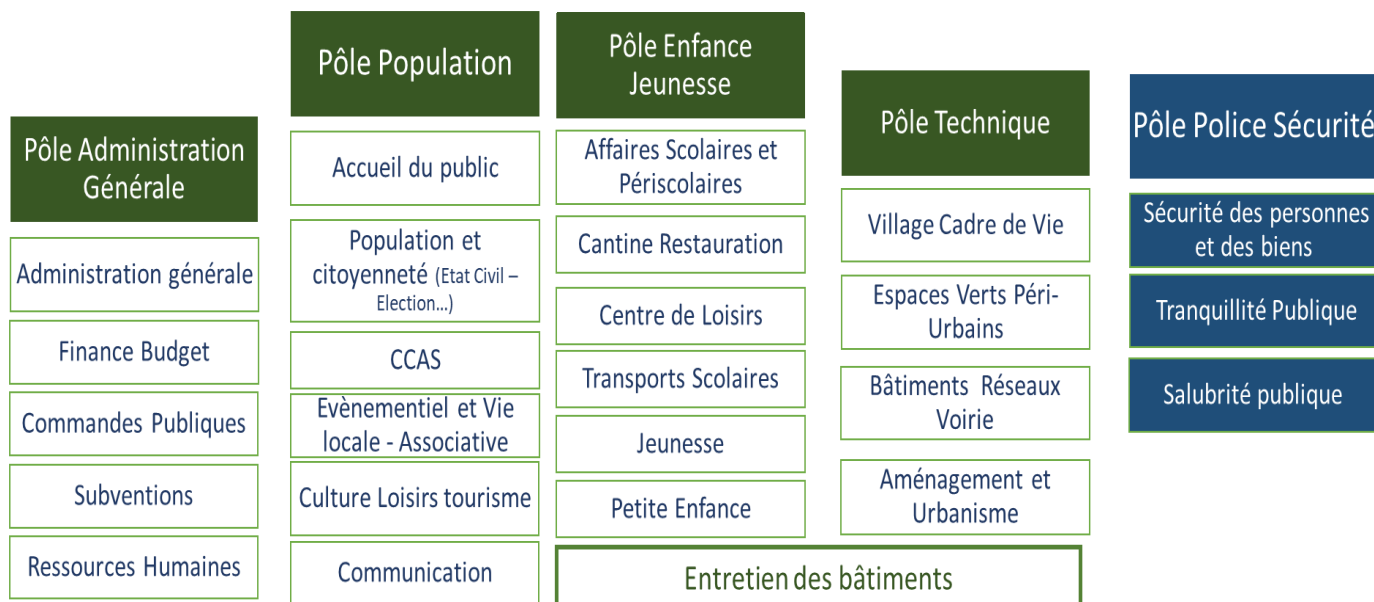 Pôle Administration
Générale
Administration générale
Finance Budget
Commandes Publiques
Subventions
Ressources Humaines
Pôle Population
Accueil du public
Population et
citoyenneté (Etat Civil –
Election...)
CCAS
Evènementiel et Vie
locale - Associative
Culture Loisirs tourisme
Communication
Pôle Enfance
Jeunesse
Affaires Scolaires et
Périscolaires
Cantine Restauration
Centre de Loisirs
Transports Scolaires
Jeunesse
Petite Enfance
Pôle Technique
Village Cadre de Vie
Espaces Verts Péri-
Urbains
Bâtiments Réseaux
Voirie
Aménagement et
Urbanisme
Entretien des bâtiments
Pôle Police Sécurité
Sécurité des personnes
et des biens
Tranquillité Publique
Salubrité publique